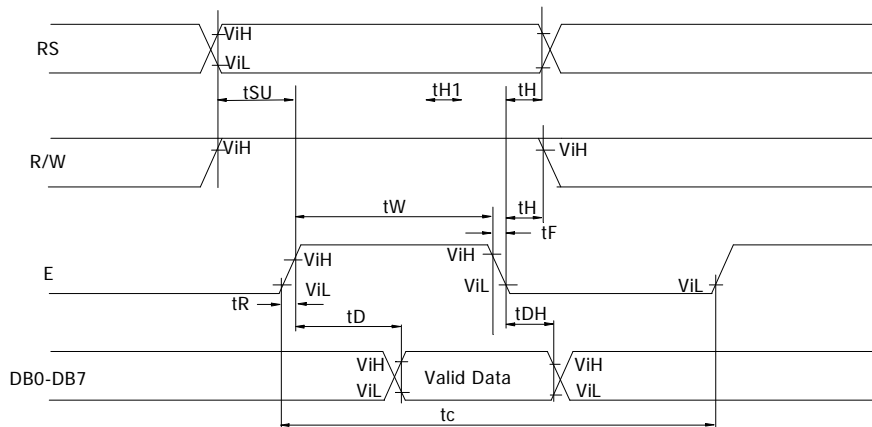 RS
ViH
ViL
tSU
tH1
tH
R/W
ViH
ViH
tW
tH
tF
E
ViH
ViH
ViL
ViL
ViL
tR
tD
tDH
DB0-DB7
ViH
ViL
Valid Data
ViH
ViL
tc